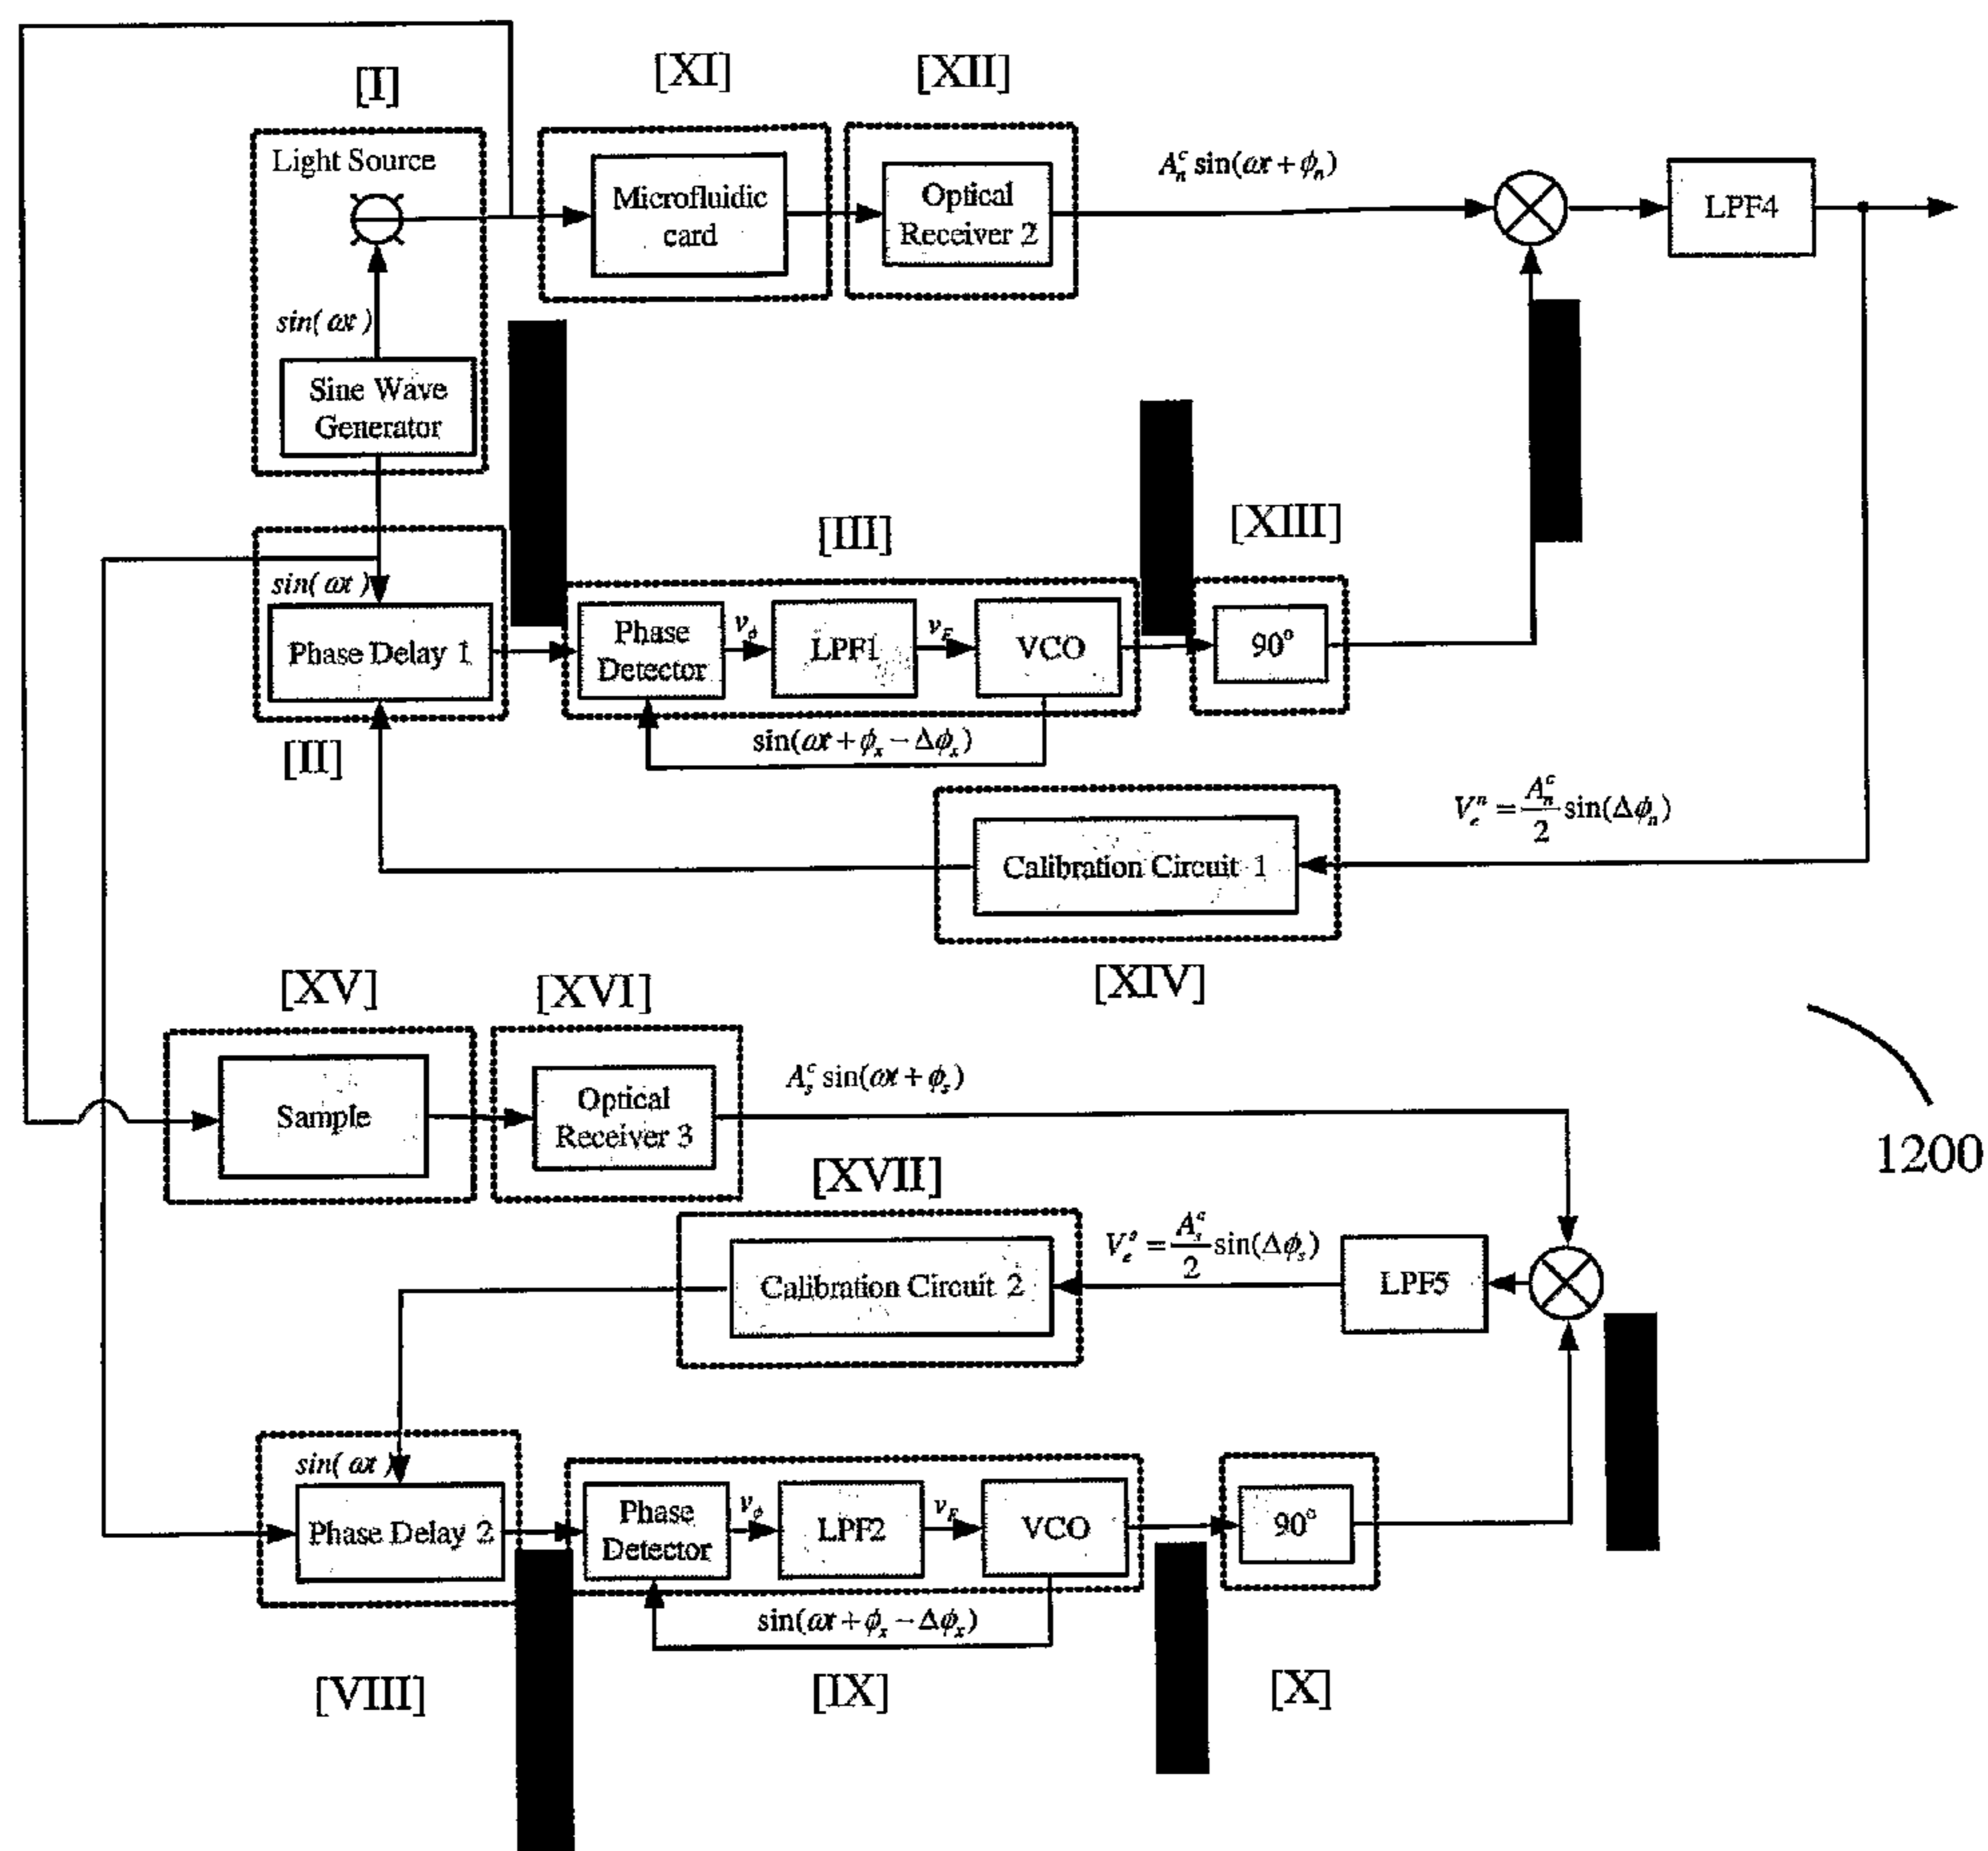 [I]
[XI]
[XII]
Light Source
Microfluidic
card
Optical
Receiver 2
A_n^c sin(ωt + ϕ_n)
LPF4
sin( ωt )
Sine Wave
Generator
[III]
[XIII]
sin( ωt )
Phase Delay 1
Phase
Detector
v_ϕ
LPF1
v_F
VCO
90°
[II]
sin(ωt + ϕ_x − Δϕ_x)
V_e^n = A_n^c/2 sin(Δϕ_n)
Calibration Circuit 1
[XIV]
[XV]
[XVI]
Sample
Optical
Receiver 3
A_s^c sin(ωt + ϕ_s)
1200
[XVII]
Calibration Circuit 2
V_e^s = A_s^c/2 sin(Δϕ_s)
LPF5
sin( ωt )
Phase Delay 2
Phase
Detector
v_ϕ
LPF2
v_F
VCO
90°
sin(ωt + ϕ_x − Δϕ_x)
[VIII]
[IX]
[X]